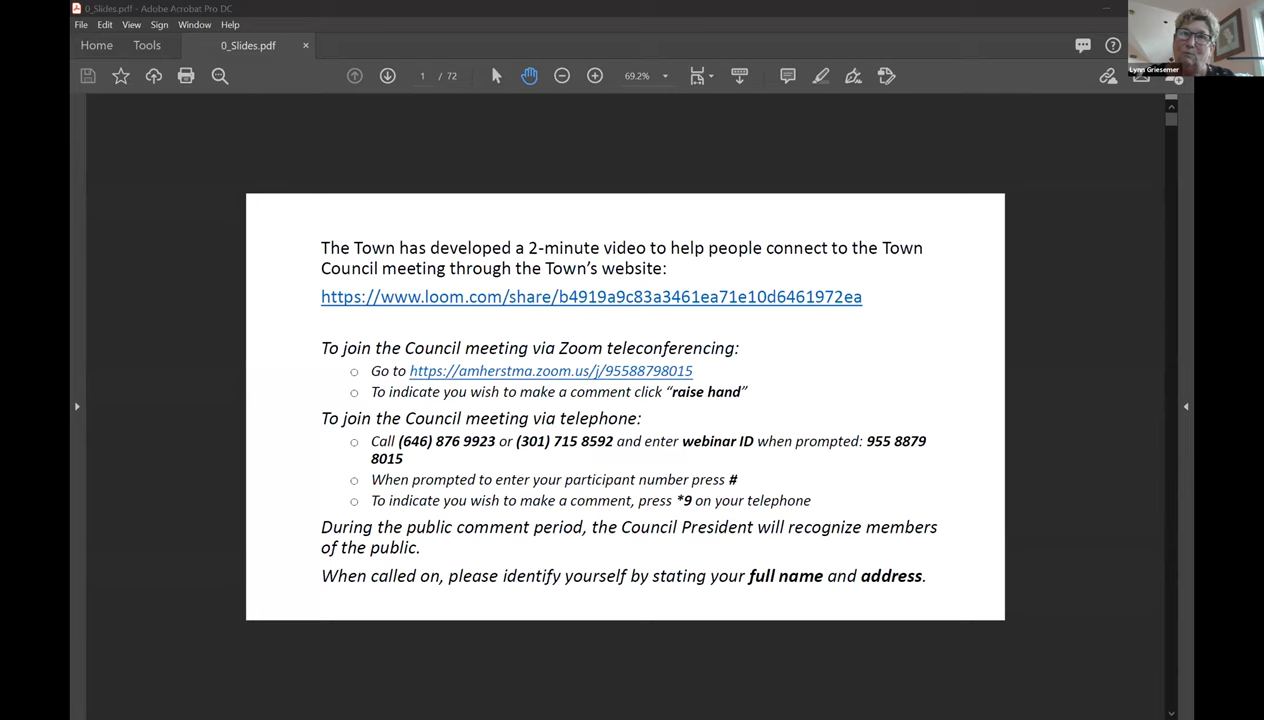 0_Slides.pdf - Adobe Acrobat Pro DC
File Edit View Sign Window Help
Home Tools 0_Slides.pdf ×
1 / 72 69.2%
Lynn Griesemer
The Town has developed a 2-minute video to help people connect to the Town
Council meeting through the Town’s website:
https://www.loom.com/share/b4919a9c83a3461ea71e10d6461972ea
To join the Council meeting via Zoom teleconferencing:
○ Go to https://amherstma.zoom.us/j/95588798015
○ To indicate you wish to make a comment click “raise hand”
To join the Council meeting via telephone:
○ Call (646) 876 9923 or (301) 715 8592 and enter webinar ID when prompted: 955 8879
8015
○ When prompted to enter your participant number press #
○ To indicate you wish to make a comment, press *9 on your telephone
During the public comment period, the Council President will recognize members
of the public.
When called on, please identify yourself by stating your full name and address.